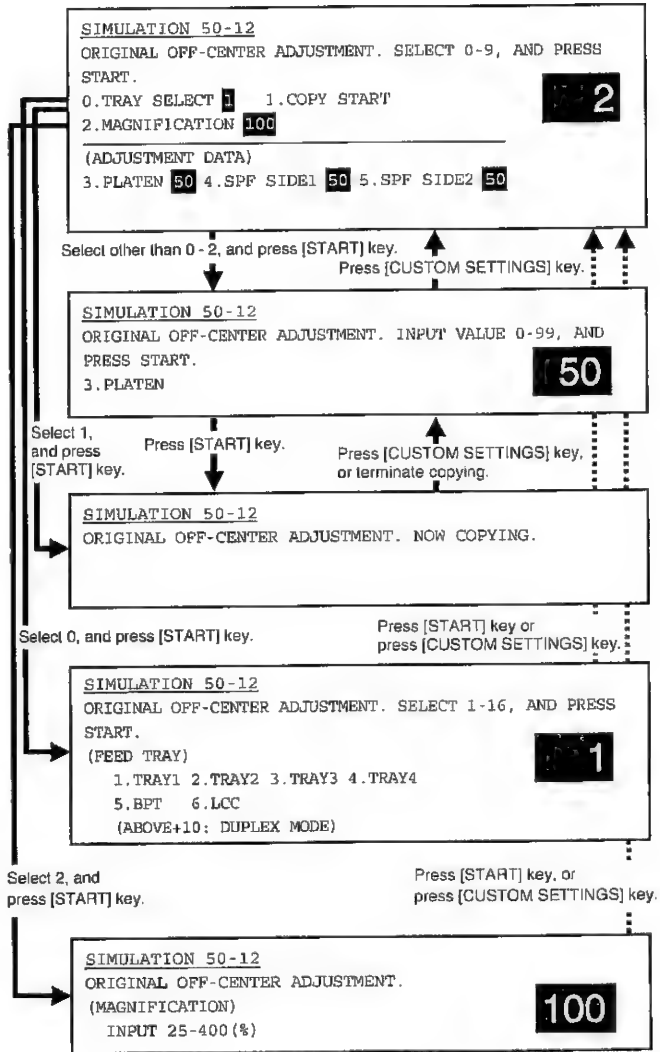 SIMULATION 50-12
ORIGINAL OFF-CENTER ADJUSTMENT. SELECT 0-9, AND PRESS
START.
0.TRAY SELECT 1 1.COPY START
2.MAGNIFICATION 100
2
(ADJUSTMENT DATA)
3.PLATEN 50 4.SPF SIDE1 50 5.SPF SIDE2 50
Select other than 0 - 2, and press [START] key.
Press [CUSTOM SETTINGS] key.
SIMULATION 50-12
ORIGINAL OFF-CENTER ADJUSTMENT. INPUT VALUE 0-99, AND
PRESS START.
3.PLATEN
50
Select 1,
and press
[START] key.
Press [START] key.
Press [CUSTOM SETTINGS] key,
or terminate copying.
SIMULATION 50-12
ORIGINAL OFF-CENTER ADJUSTMENT. NOW COPYING.
Select 0, and press [START] key.
Press [START] key or
press [CUSTOM SETTINGS] key.
SIMULATION 50-12
ORIGINAL OFF-CENTER ADJUSTMENT. SELECT 1-16, AND PRESS
START.
(FEED TRAY)
1
1.TRAY1 2.TRAY2 3.TRAY3 4.TRAY4
5.BPT 6.LCC
(ABOVE+10: DUPLEX MODE)
Select 2, and
press [START] key.
Press [START] key, or
press [CUSTOM SETTINGS] key.
SIMULATION 50-12
ORIGINAL OFF-CENTER ADJUSTMENT.
(MAGNIFICATION)
INPUT 25-400(%)
100